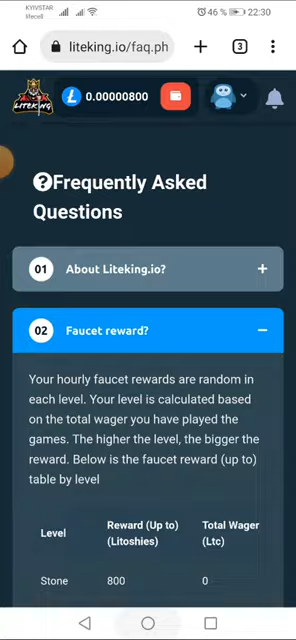 KYIVSTAR
lifecell
46 % 22:30
liteking.io/faq.ph
3
LITEKING
0.00000800
Frequently Asked
Questions
01 About Liteking.io? +
02 Faucet reward? −
Your hourly faucet rewards are random in
each level. Your level is calculated based
on the total wager you have played the
games. The higher the level, the bigger the
reward. Below is the faucet reward (up to)
table by level
Level Reward (Up to) Total Wager
(Litoshies) (Ltc)
Stone 800 0